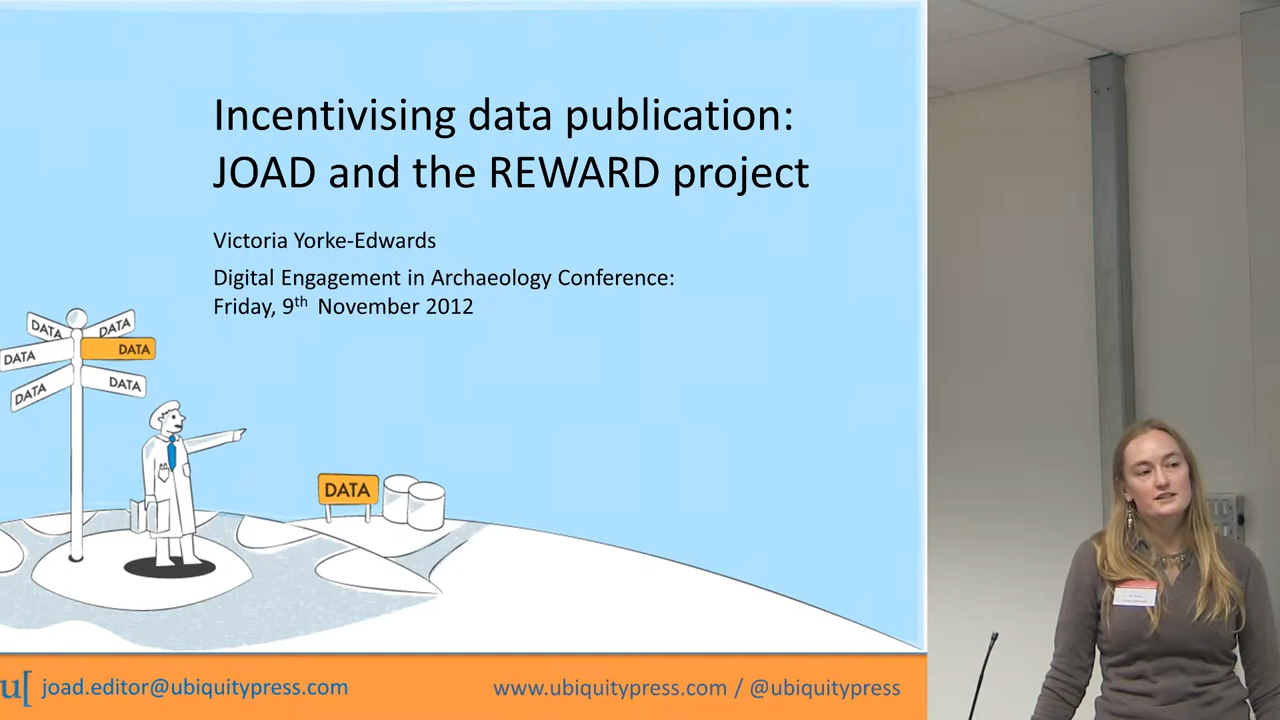 Incentivising data publication:
JOAD and the REWARD project
Victoria Yorke-Edwards
Digital Engagement in Archaeology Conference:
Friday, 9th November 2012
DATA
DATA
DATA
DATA
DATA
DATA
DATA
u[ joad.editor@ubiquitypress.com
www.ubiquitypress.com / @ubiquitypress